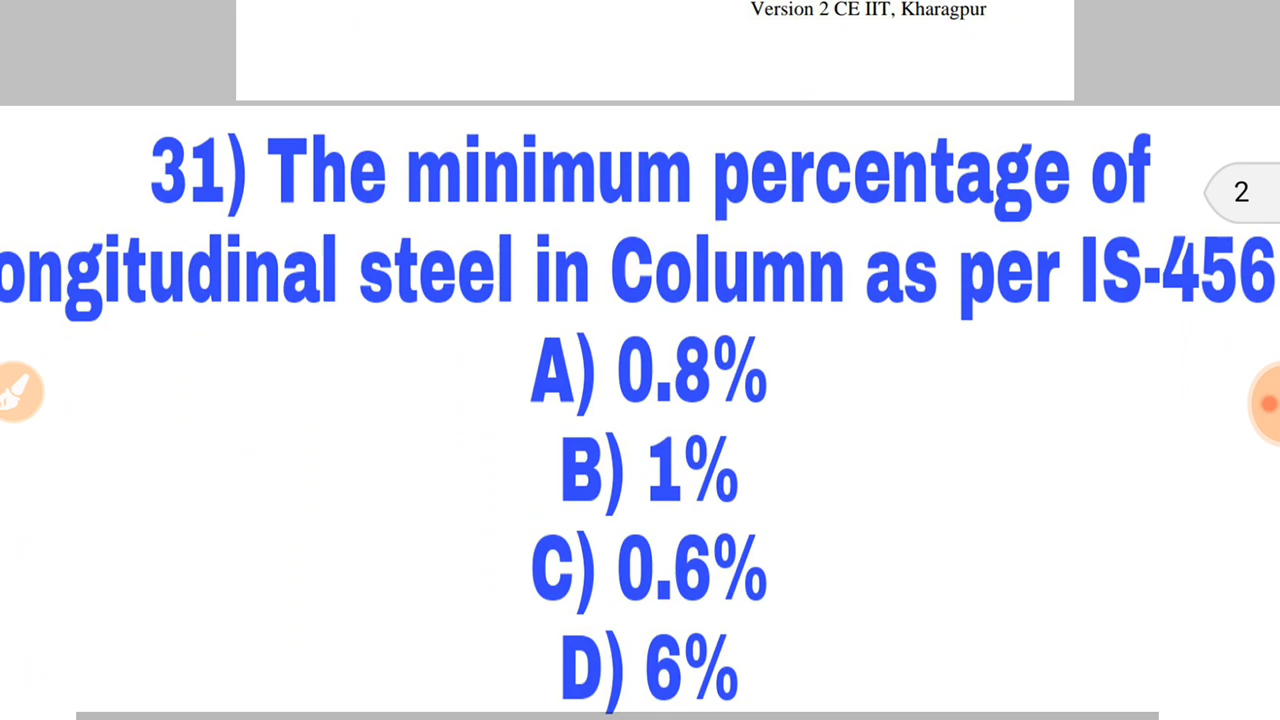 Version 2 CE IIT, Kharagpur
31) The minimum percentage of
2
ongitudinal steel in Column as per IS-456
A) 0.8%
B) 1%
C) 0.6%
D) 6%